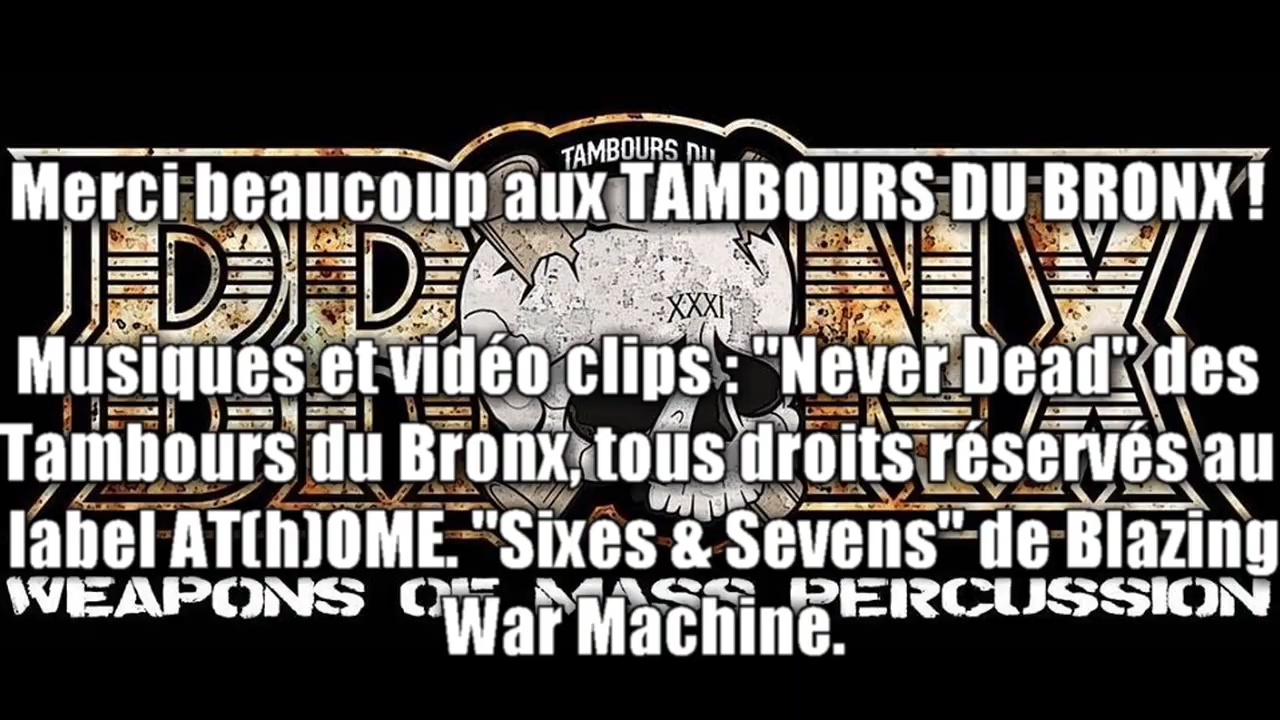 TAMBOURS DU
Merci beaucoup aux TAMBOURS DU BRONX !
BRONX
XXXI
Musiques et vidéo clips : "Never Dead" des
Tambours du Bronx, tous droits réservés au
label AT(h)OME. "Sixes & Sevens" de Blazing
WEAPONS OF MASS PERCUSSION
War Machine.